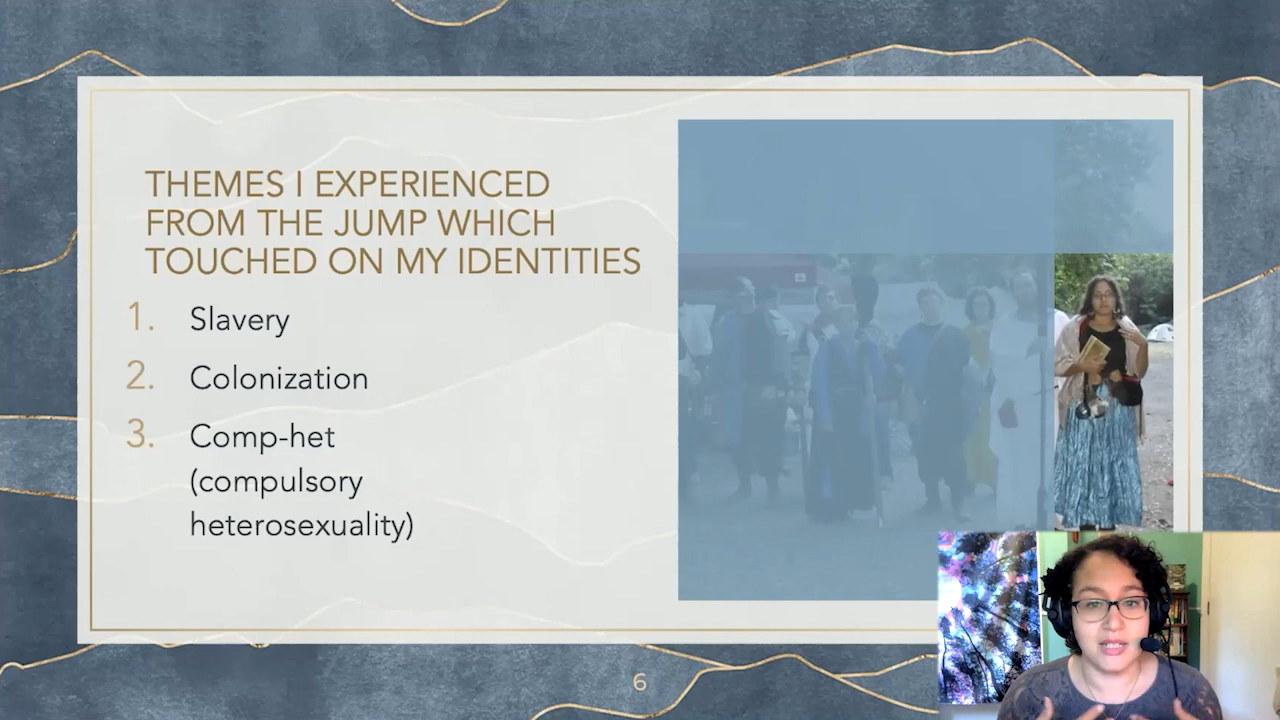 THEMES I EXPERIENCED
FROM THE JUMP WHICH
TOUCHED ON MY IDENTITIES
1. Slavery
2. Colonization
3. Comp-het
(compulsory
heterosexuality)
6